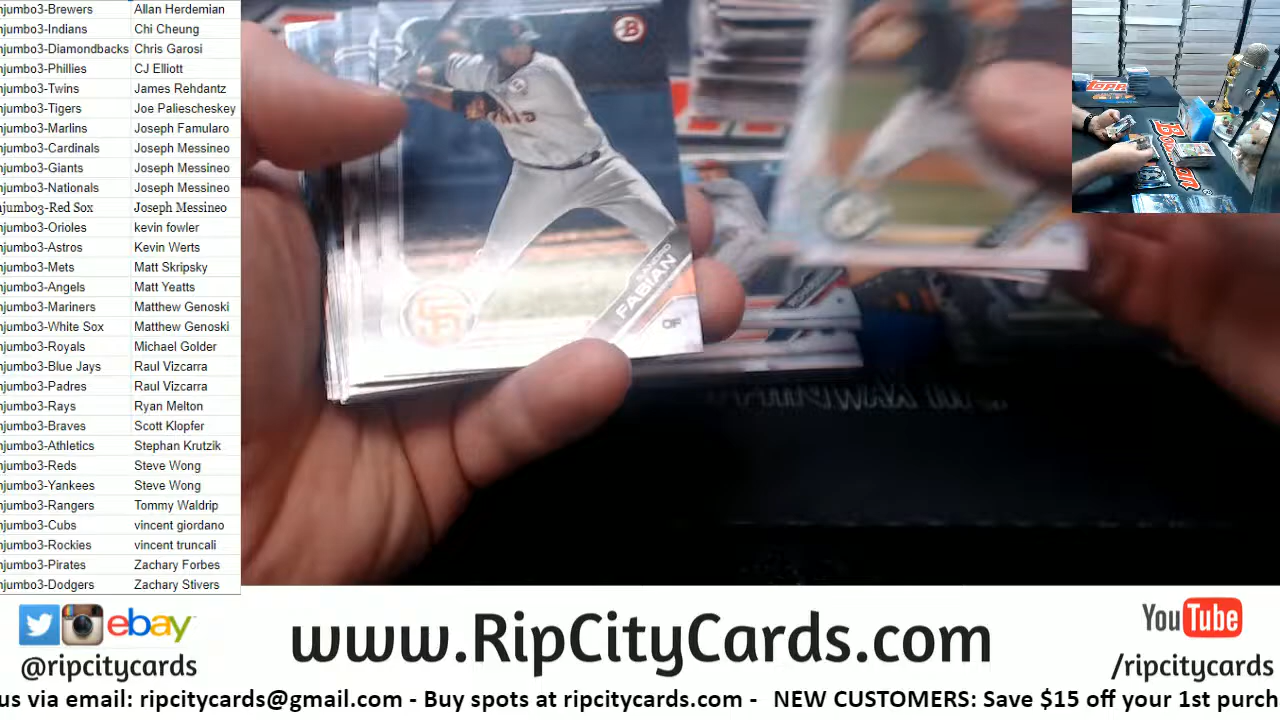 njumbo3-Brewers Allan Herdemian
njumbo3-Indians Chi Cheung
njumbo3-Diamondbacks Chris Garosi
njumbo3-Phillies CJ Elliott
njumbo3-Twins James Rehdantz
njumbo3-Tigers Joe Paliescheskey
njumbo3-Marlins Joseph Famularo
njumbo3-Cardinals Joseph Messineo
njumbo3-Giants Joseph Messineo
njumbo3-Nationals Joseph Messineo
njumbo3-Red Sox Joseph Messineo
njumbo3-Orioles kevin fowler
njumbo3-Astros Kevin Werts
njumbo3-Mets Matt Skripsky
njumbo3-Angels Matt Yeatts
njumbo3-Mariners Matthew Genoski
njumbo3-White Sox Matthew Genoski
njumbo3-Royals Michael Golder
njumbo3-Blue Jays Raul Vizcarra
njumbo3-Padres Raul Vizcarra
njumbo3-Rays Ryan Melton
njumbo3-Braves Scott Klopfer
njumbo3-Athletics Stephan Krutzik
njumbo3-Reds Steve Wong
njumbo3-Yankees Steve Wong
njumbo3-Rangers Tommy Waldrip
njumbo3-Cubs vincent giordano
njumbo3-Rockies vincent truncali
njumbo3-Pirates Zachary Forbes
njumbo3-Dodgers Zachary Stivers
B
SANDRO
FABIAN
OF
SF
TOPPS
ebay
@ripcitycards
www.RipCityCards.com
YouTube
/ripcitycards
us via email: ripcitycards@gmail.com - Buy spots at ripcitycards.com - NEW CUSTOMERS: Save $15 off your 1st purch